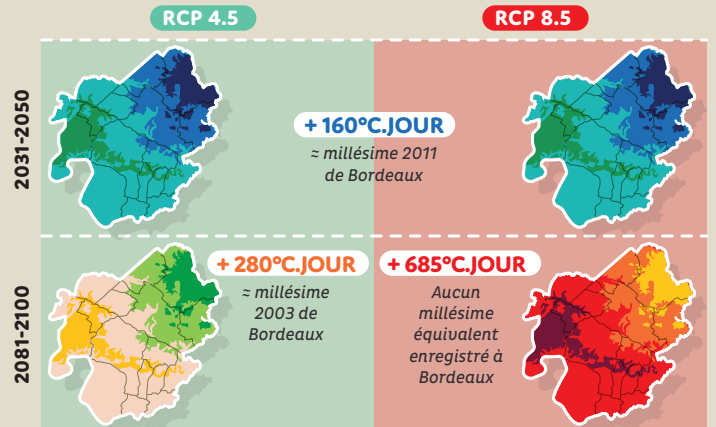 RCP 4.5
RCP 8.5
2031-2050
+ 160°C.JOUR
≈ millésime 2011
de Bordeaux
2081-2100
+ 280°C.JOUR
≈ millésime
2003 de
Bordeaux
+ 685°C.JOUR
Aucun
millésime
équivalent
enregistré à
Bordeaux